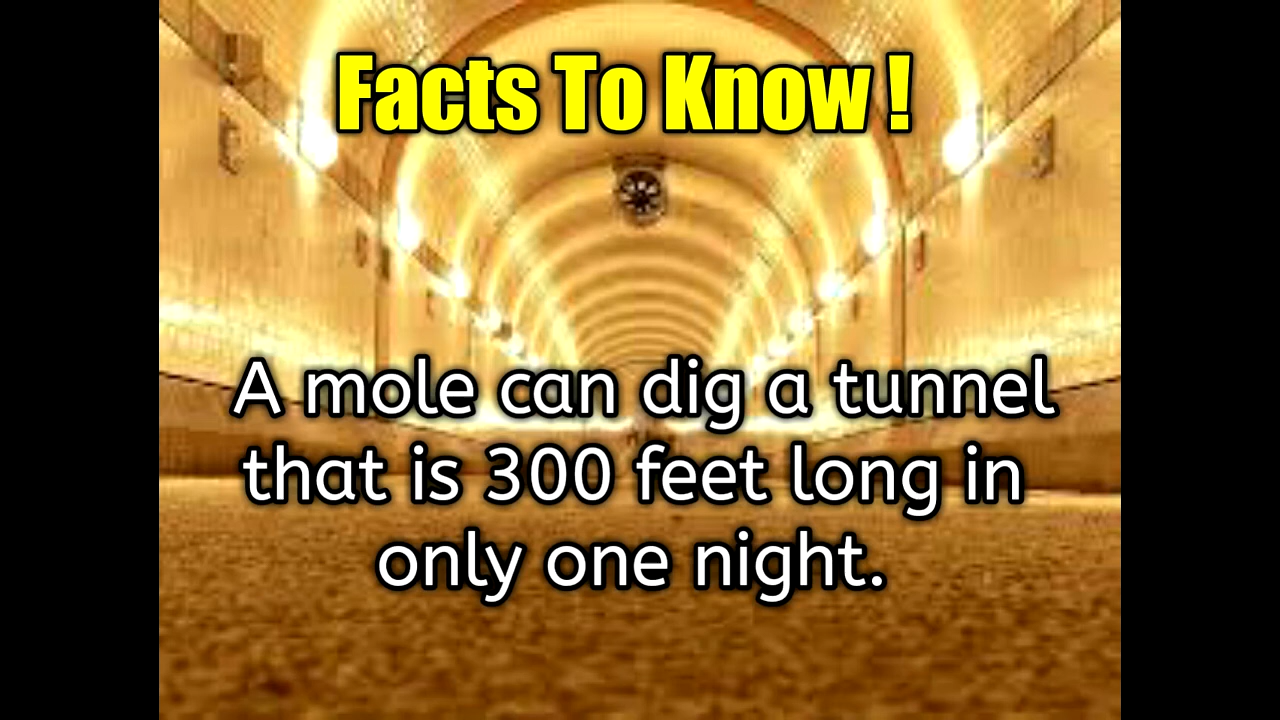 Facts To Know !
A mole can dig a tunnel
that is 300 feet long in
only one night.